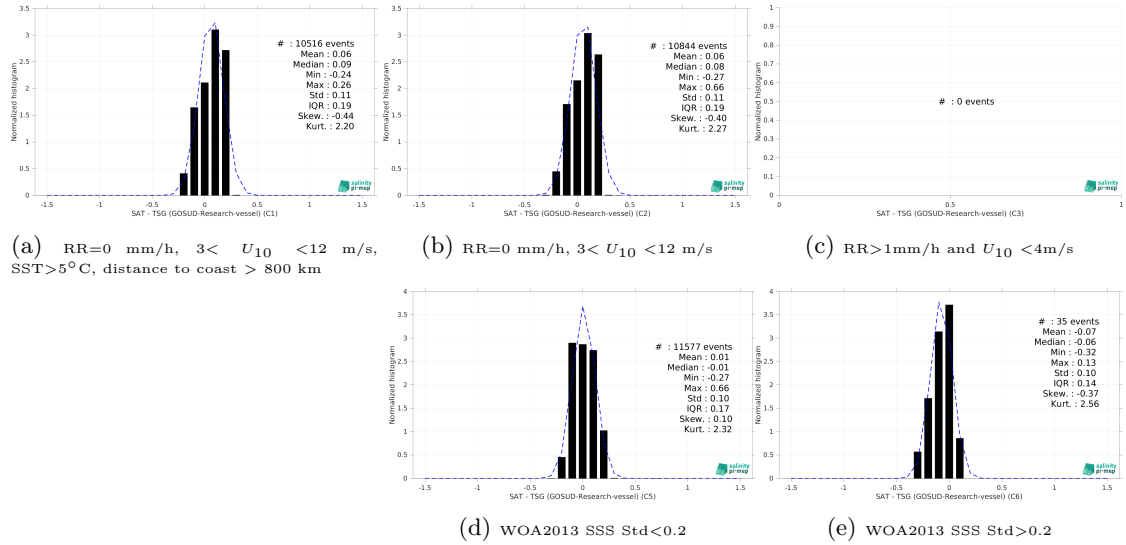 3.5
3
2.5
2
1.5
1
0.5
0
Normalized histogram
# : 10516 events
Mean : 0.06
Median : 0.09
Min : -0.24
Max : 0.26
Std : 0.11
IQR : 0.19
Skew. : -0.44
Kurt. : 2.20
salinity
pi-mep
-1.5 -1 -0.5 0 0.5 1 1.5
SAT - TSG (GOSUD-Research-vessel) (C1)
(a) RR=0 mm/h, 3< U10 <12 m/s,
SST>5°C, distance to coast > 800 km
3.5
3
2.5
2
1.5
1
0.5
0
Normalized histogram
# : 10844 events
Mean : 0.06
Median : 0.08
Min : -0.27
Max : 0.66
Std : 0.11
IQR : 0.19
Skew. : -0.40
Kurt. : 2.27
salinity
pi-mep
-1.5 -1 -0.5 0 0.5 1 1.5
SAT - TSG (GOSUD-Research-vessel) (C2)
(b) RR=0 mm/h, 3< U10 <12 m/s
1
0.9
0.8
0.7
0.6
0.5
0.4
0.3
0.2
0.1
0
Normalized histogram
# : 0 events
salinity
pi-mep
0 0.5 1
SAT - TSG (GOSUD-Research-vessel) (C3)
(c) RR>1mm/h and U10 <4m/s
4
3.5
3
2.5
2
1.5
1
0.5
0
Normalized histogram
# : 11577 events
Mean : 0.01
Median : -0.01
Min : -0.27
Max : 0.66
Std : 0.10
IQR : 0.17
Skew. : 0.10
Kurt. : 2.32
salinity
pi-mep
-1.5 -1 -0.5 0 0.5 1 1.5
SAT - TSG (GOSUD-Research-vessel) (C5)
(d) WOA2013 SSS Std<0.2
4
3.5
3
2.5
2
1.5
1
0.5
0
Normalized histogram
# : 35 events
Mean : -0.07
Median : -0.06
Min : -0.32
Max : 0.13
Std : 0.10
IQR : 0.14
Skew. : -0.37
Kurt. : 2.56
salinity
pi-mep
-1.5 -1 -0.5 0 0.5 1 1.5
SAT - TSG (GOSUD-Research-vessel) (C6)
(e) WOA2013 SSS Std>0.2